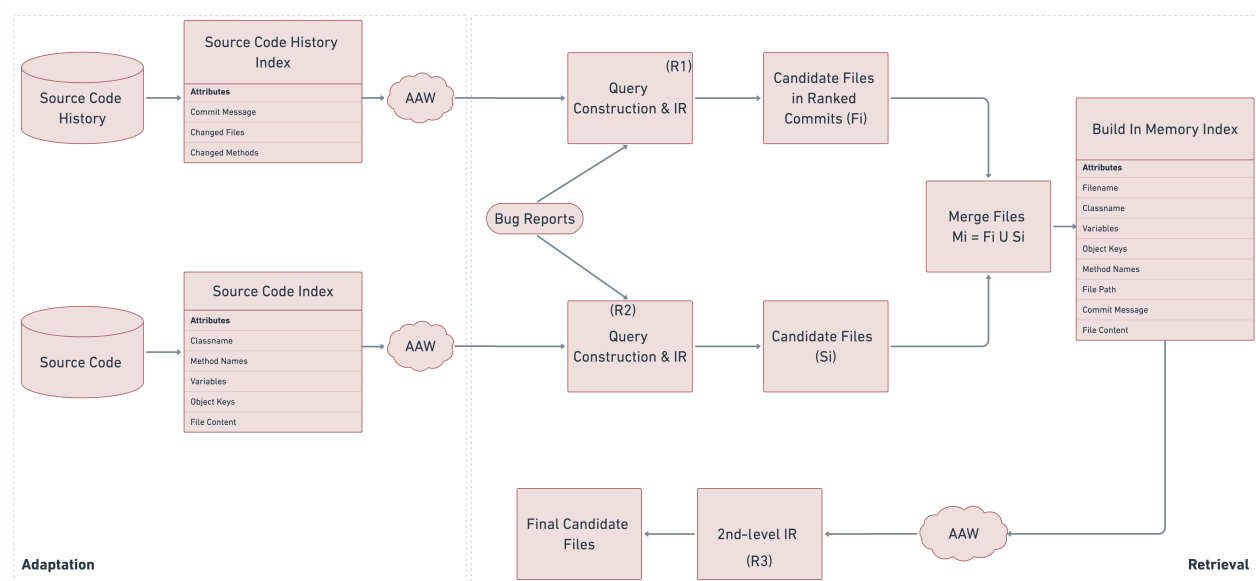 Source Code
History
Source Code History
Index
Attributes
Commit Message
Changed Files
Changed Methods
AAW
(R1)
Query
Construction & IR
Candidate Files
in Ranked
Commits (Fi)
Bug Reports
Source Code
Source Code Index
Attributes
Classname
Method Names
Variables
Object Keys
File Content
AAW
(R2)
Query
Construction & IR
Candidate Files
(Si)
Merge Files
Mi = Fi U Si
Build In Memory Index
Attributes
Filename
Classname
Variables
Object Keys
Method Names
File Path
Commit Message
File Content
AAW
2nd-level IR
(R3)
Final Candidate
Files
Adaptation
Retrieval